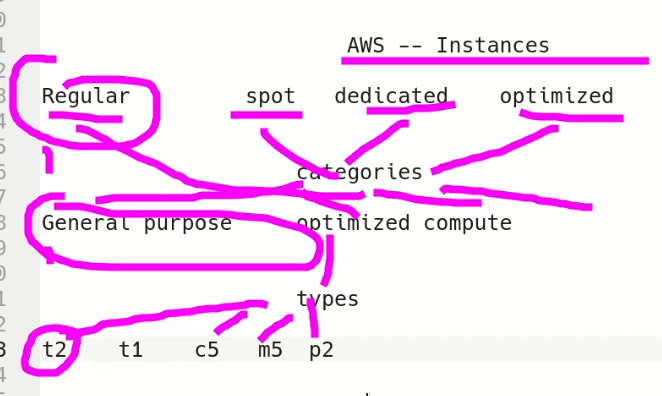 AWS -- Instances
Regular spot dedicated optimized
categories
General purpose optimized compute
types
t2 t1 c5 m5 p2